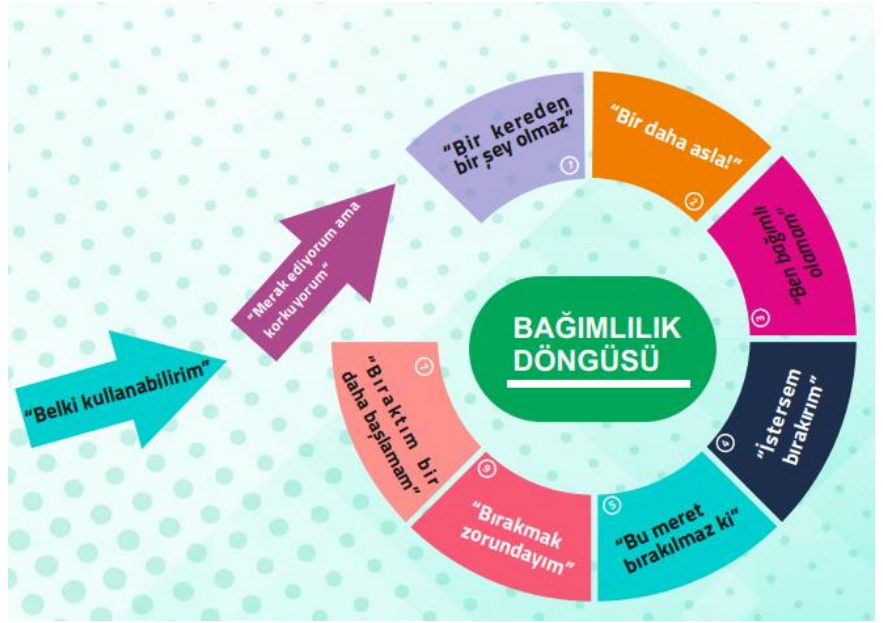 “Belki kullanabilirim”
“Merak ediyorum ama
korkuyorum”
“Bir kereden
bir şey olmaz”
1
“Bir daha asla!”
2
“Ben bağımlı
olamam”
3
“İstersem
bırakırım”
4
“Bu meret
bırakılmaz ki”
5
“Bırakmak
zorundayım”
6
“Bıraktım bir
daha başlamam”
7
BAĞIMLILIK
DÖNGÜSÜ